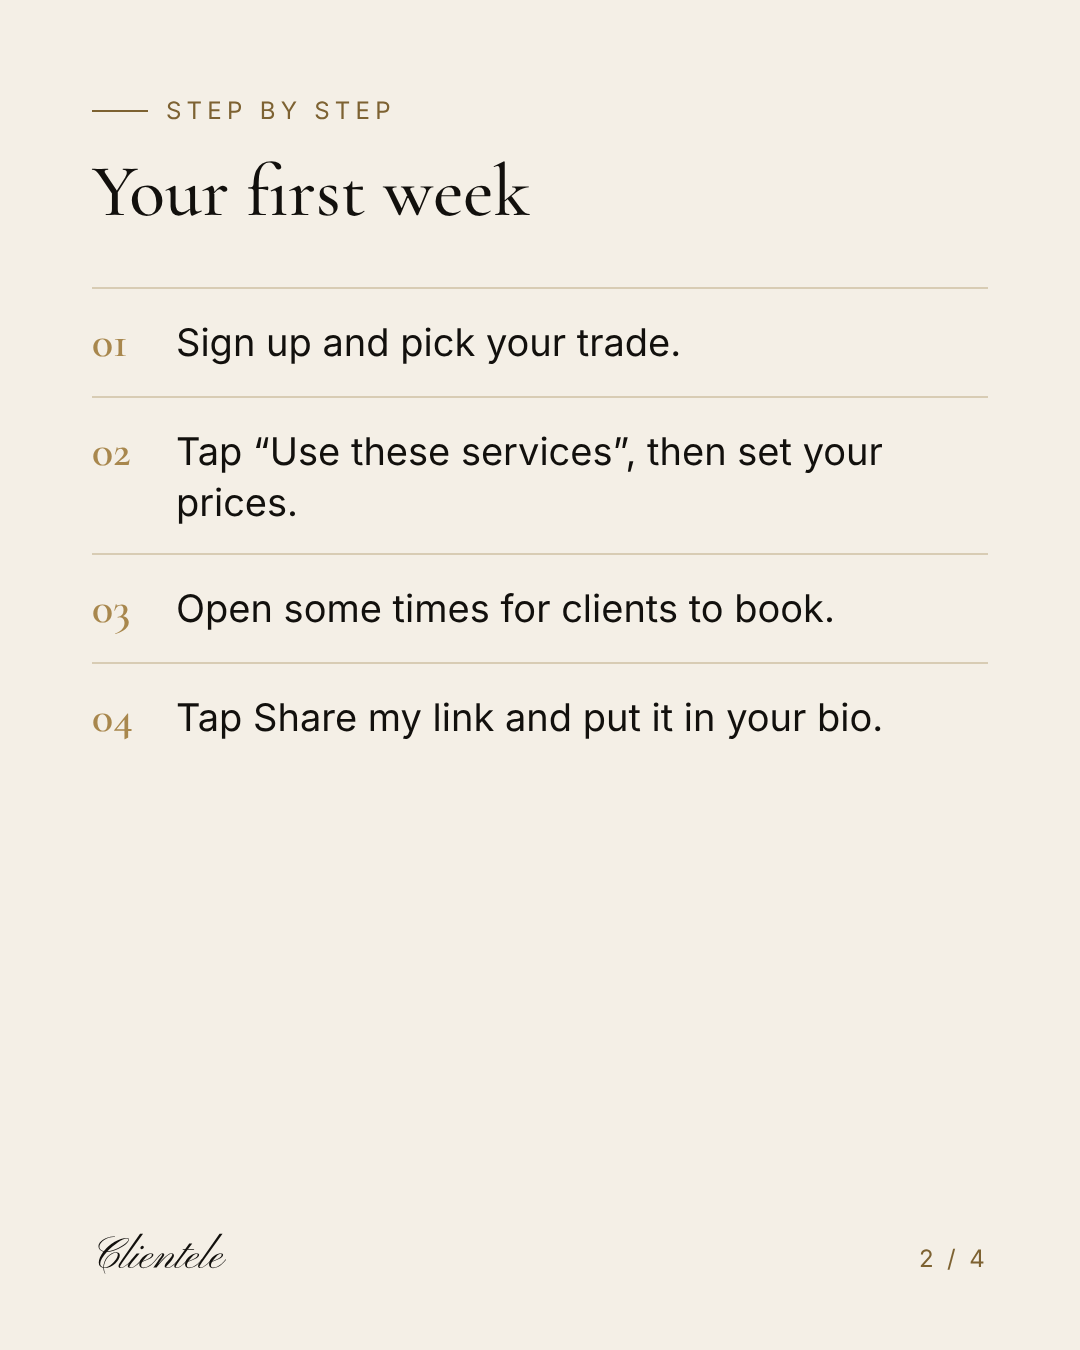 STEP BY STEP
Your first week
01 Sign up and pick your trade.
02 Tap “Use these services”, then set your
prices.
03 Open some times for clients to book.
04 Tap Share my link and put it in your bio.
Clientele
2 / 4